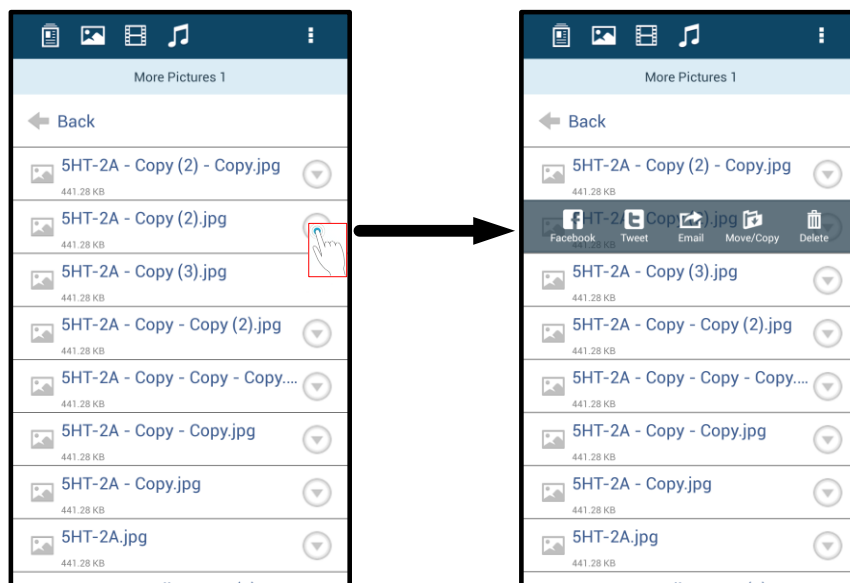 More Pictures 1
Back
5HT-2A - Copy (2) - Copy.jpg
441.28 KB
5HT-2A - Copy (2).jpg
441.28 KB
5HT-2A - Copy (3).jpg
441.28 KB
5HT-2A - Copy - Copy (2).jpg
441.28 KB
5HT-2A - Copy - Copy - Copy....
441.28 KB
5HT-2A - Copy - Copy.jpg
441.28 KB
5HT-2A - Copy.jpg
441.28 KB
5HT-2A.jpg
441.28 KB
More Pictures 1
Back
5HT-2A - Copy (2) - Copy.jpg
441.28 KB
Facebook Tweet Email Move/Copy Delete
5HT-2A - Copy (3).jpg
441.28 KB
5HT-2A - Copy - Copy (2).jpg
441.28 KB
5HT-2A - Copy - Copy - Copy....
441.28 KB
5HT-2A - Copy - Copy.jpg
441.28 KB
5HT-2A - Copy.jpg
441.28 KB
5HT-2A.jpg
441.28 KB